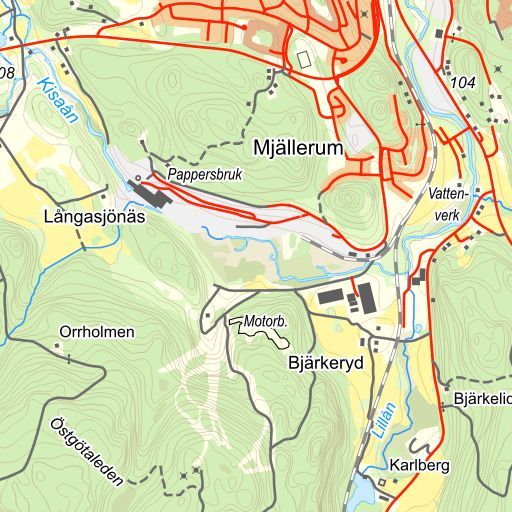 08
Kisaån
104
Mjällerum
Pappersbruk
Vatten-
verk
Långasjönäs
Motorb.
Orrholmen
Bjärkeryd
Bjärkelid
Lillån
Östgötaleden
Karlberg